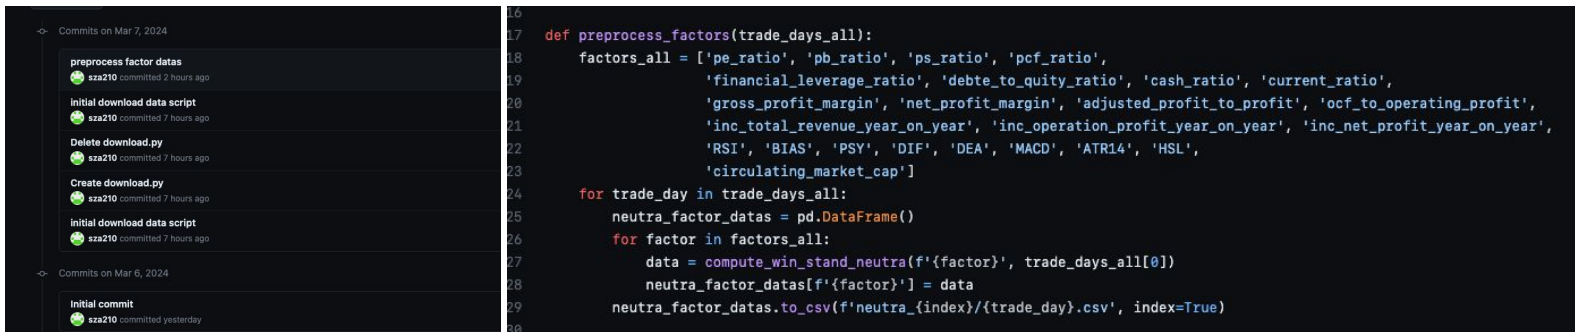 Commits on Mar 7, 2024
preprocess factor datas
sza210 committed 2 hours ago
initial download data script
sza210 committed 7 hours ago
Delete download.py
sza210 committed 7 hours ago
Create download.py
sza210 committed 7 hours ago
initial download data script
sza210 committed 7 hours ago
Commits on Mar 6, 2024
Initial commit
sza210 committed yesterday
16
17 def preprocess_factors(trade_days_all):
18 factors_all = ['pe_ratio', 'pb_ratio', 'ps_ratio', 'pcf_ratio',
19 'financial_leverage_ratio', 'debte_to_quity_ratio', 'cash_ratio', 'current_ratio',
20 'gross_profit_margin', 'net_profit_margin', 'adjusted_profit_to_profit', 'ocf_to_operating_profit',
21 'inc_total_revenue_year_on_year', 'inc_operation_profit_year_on_year', 'inc_net_profit_year_on_year',
22 'RSI', 'BIAS', 'PSY', 'DIF', 'DEA', 'MACD', 'ATR14', 'HSL',
23 'circulating_market_cap']
24 for trade_day in trade_days_all:
25 neutra_factor_datas = pd.DataFrame()
26 for factor in factors_all:
27 data = compute_win_stand_neutra(f'{factor}', trade_days_all[0])
28 neutra_factor_datas[f'{factor}'] = data
29 neutra_factor_datas.to_csv(f'neutra_{index}/{trade_day}.csv', index=True)
30